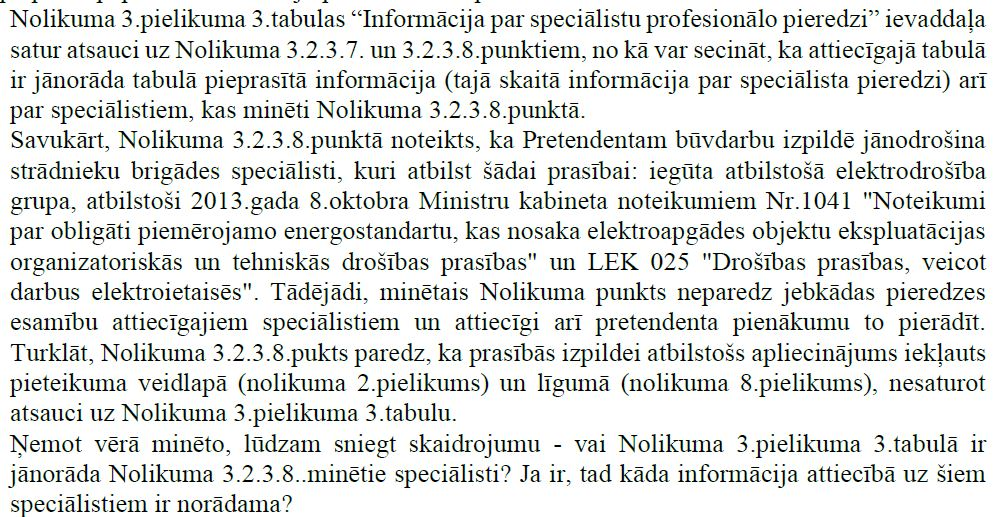 Nolikuma 3.pielikuma 3.tabulas “Informācija par speciālistu profesionālo pieredzi” ievaddaļa
satur atsauci uz Nolikuma 3.2.3.7. un 3.2.3.8.punktiem, no kā var secināt, ka attiecīgajā tabulā
ir jānorāda tabulā pieprasītā informācija (tajā skaitā informācija par speciālista pieredzi) arī
par speciālistiem, kas minēti Nolikuma 3.2.3.8.punktā.
Savukārt, Nolikuma 3.2.3.8.punktā noteikts, ka Pretendentam būvdarbu izpildē jānodrošina
strādnieku brigādes speciālisti, kuri atbilst šādai prasībai: iegūta atbilstošā elektrodrošība
grupa, atbilstoši 2013.gada 8.oktobra Ministru kabineta noteikumiem Nr.1041 "Noteikumi
par obligāti piemērojamo energostandartu, kas nosaka elektroapgādes objektu ekspluatācijas
organizatoriskās un tehniskās drošības prasības" un LEK 025 "Drošības prasības, veicot
darbus elektroietaisēs". Tādējādi, minētais Nolikuma punkts neparedz jebkādas pieredzes
esamību attiecīgajiem speciālistiem un attiecīgi arī pretendenta pienākumu to pierādīt.
Turklāt, Nolikuma 3.2.3.8.pukts paredz, ka prasībās izpildei atbilstošs apliecinājums iekļauts
pieteikuma veidlapā (nolikuma 2.pielikums) un līgumā (nolikuma 8.pielikums), nesaturot
atsauci uz Nolikuma 3.pielikuma 3.tabulu.
Ņemot vērā minēto, lūdzam sniegt skaidrojumu - vai Nolikuma 3.pielikuma 3.tabulā ir
jānorāda Nolikuma 3.2.3.8..minētie speciālisti? Ja ir, tad kāda informācija attiecībā uz šiem
speciālistiem ir norādama?